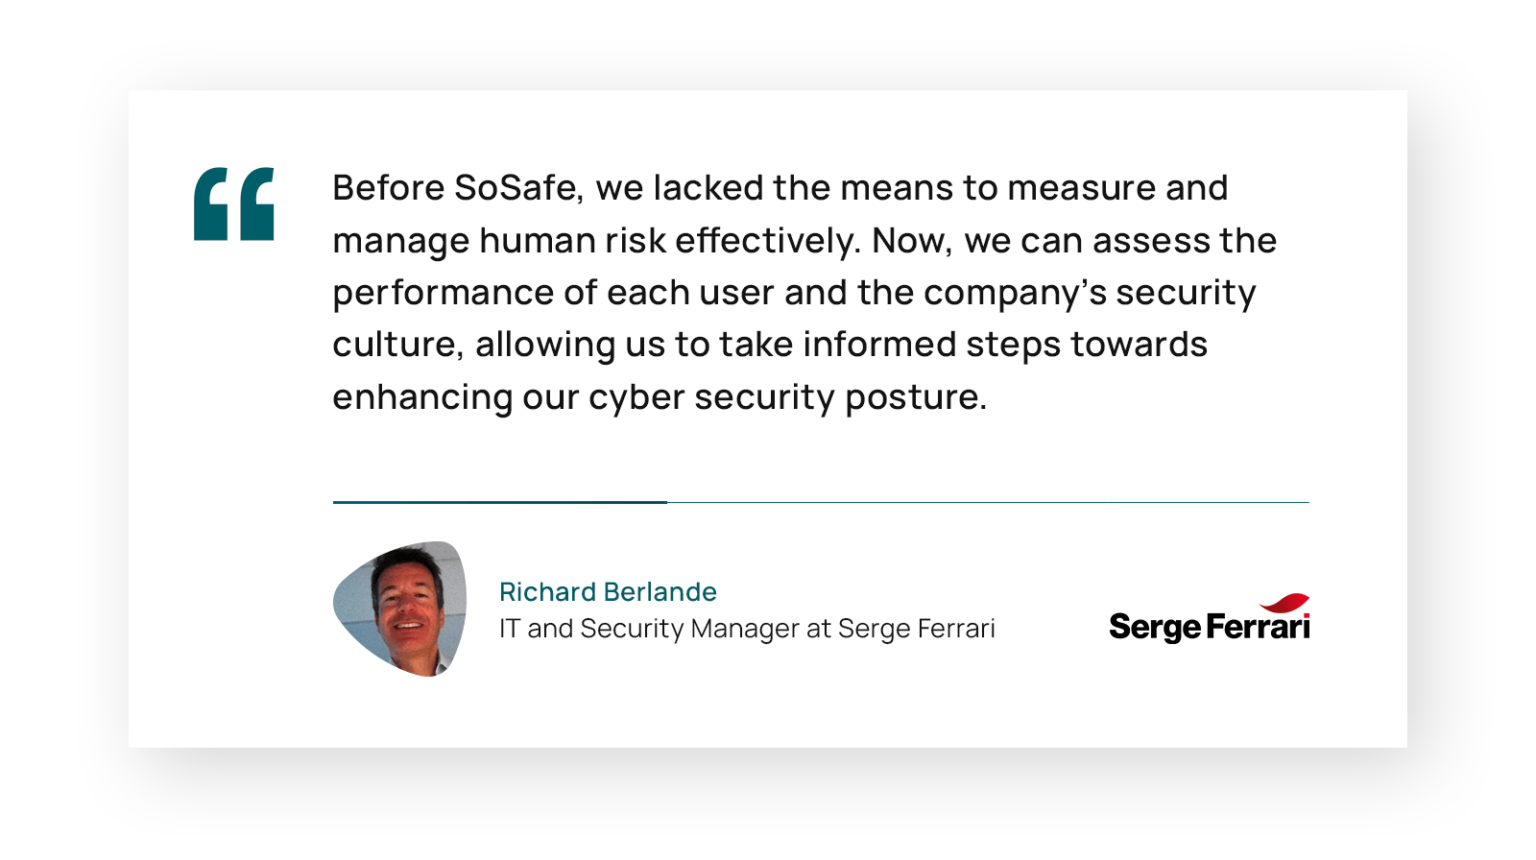 Before SoSafe, we lacked the means to measure and
manage human risk effectively. Now, we can assess the
performance of each user and the company’s security
culture, allowing us to take informed steps towards
enhancing our cyber security posture.
Richard Berlande
IT and Security Manager at Serge Ferrari
Serge Ferrari